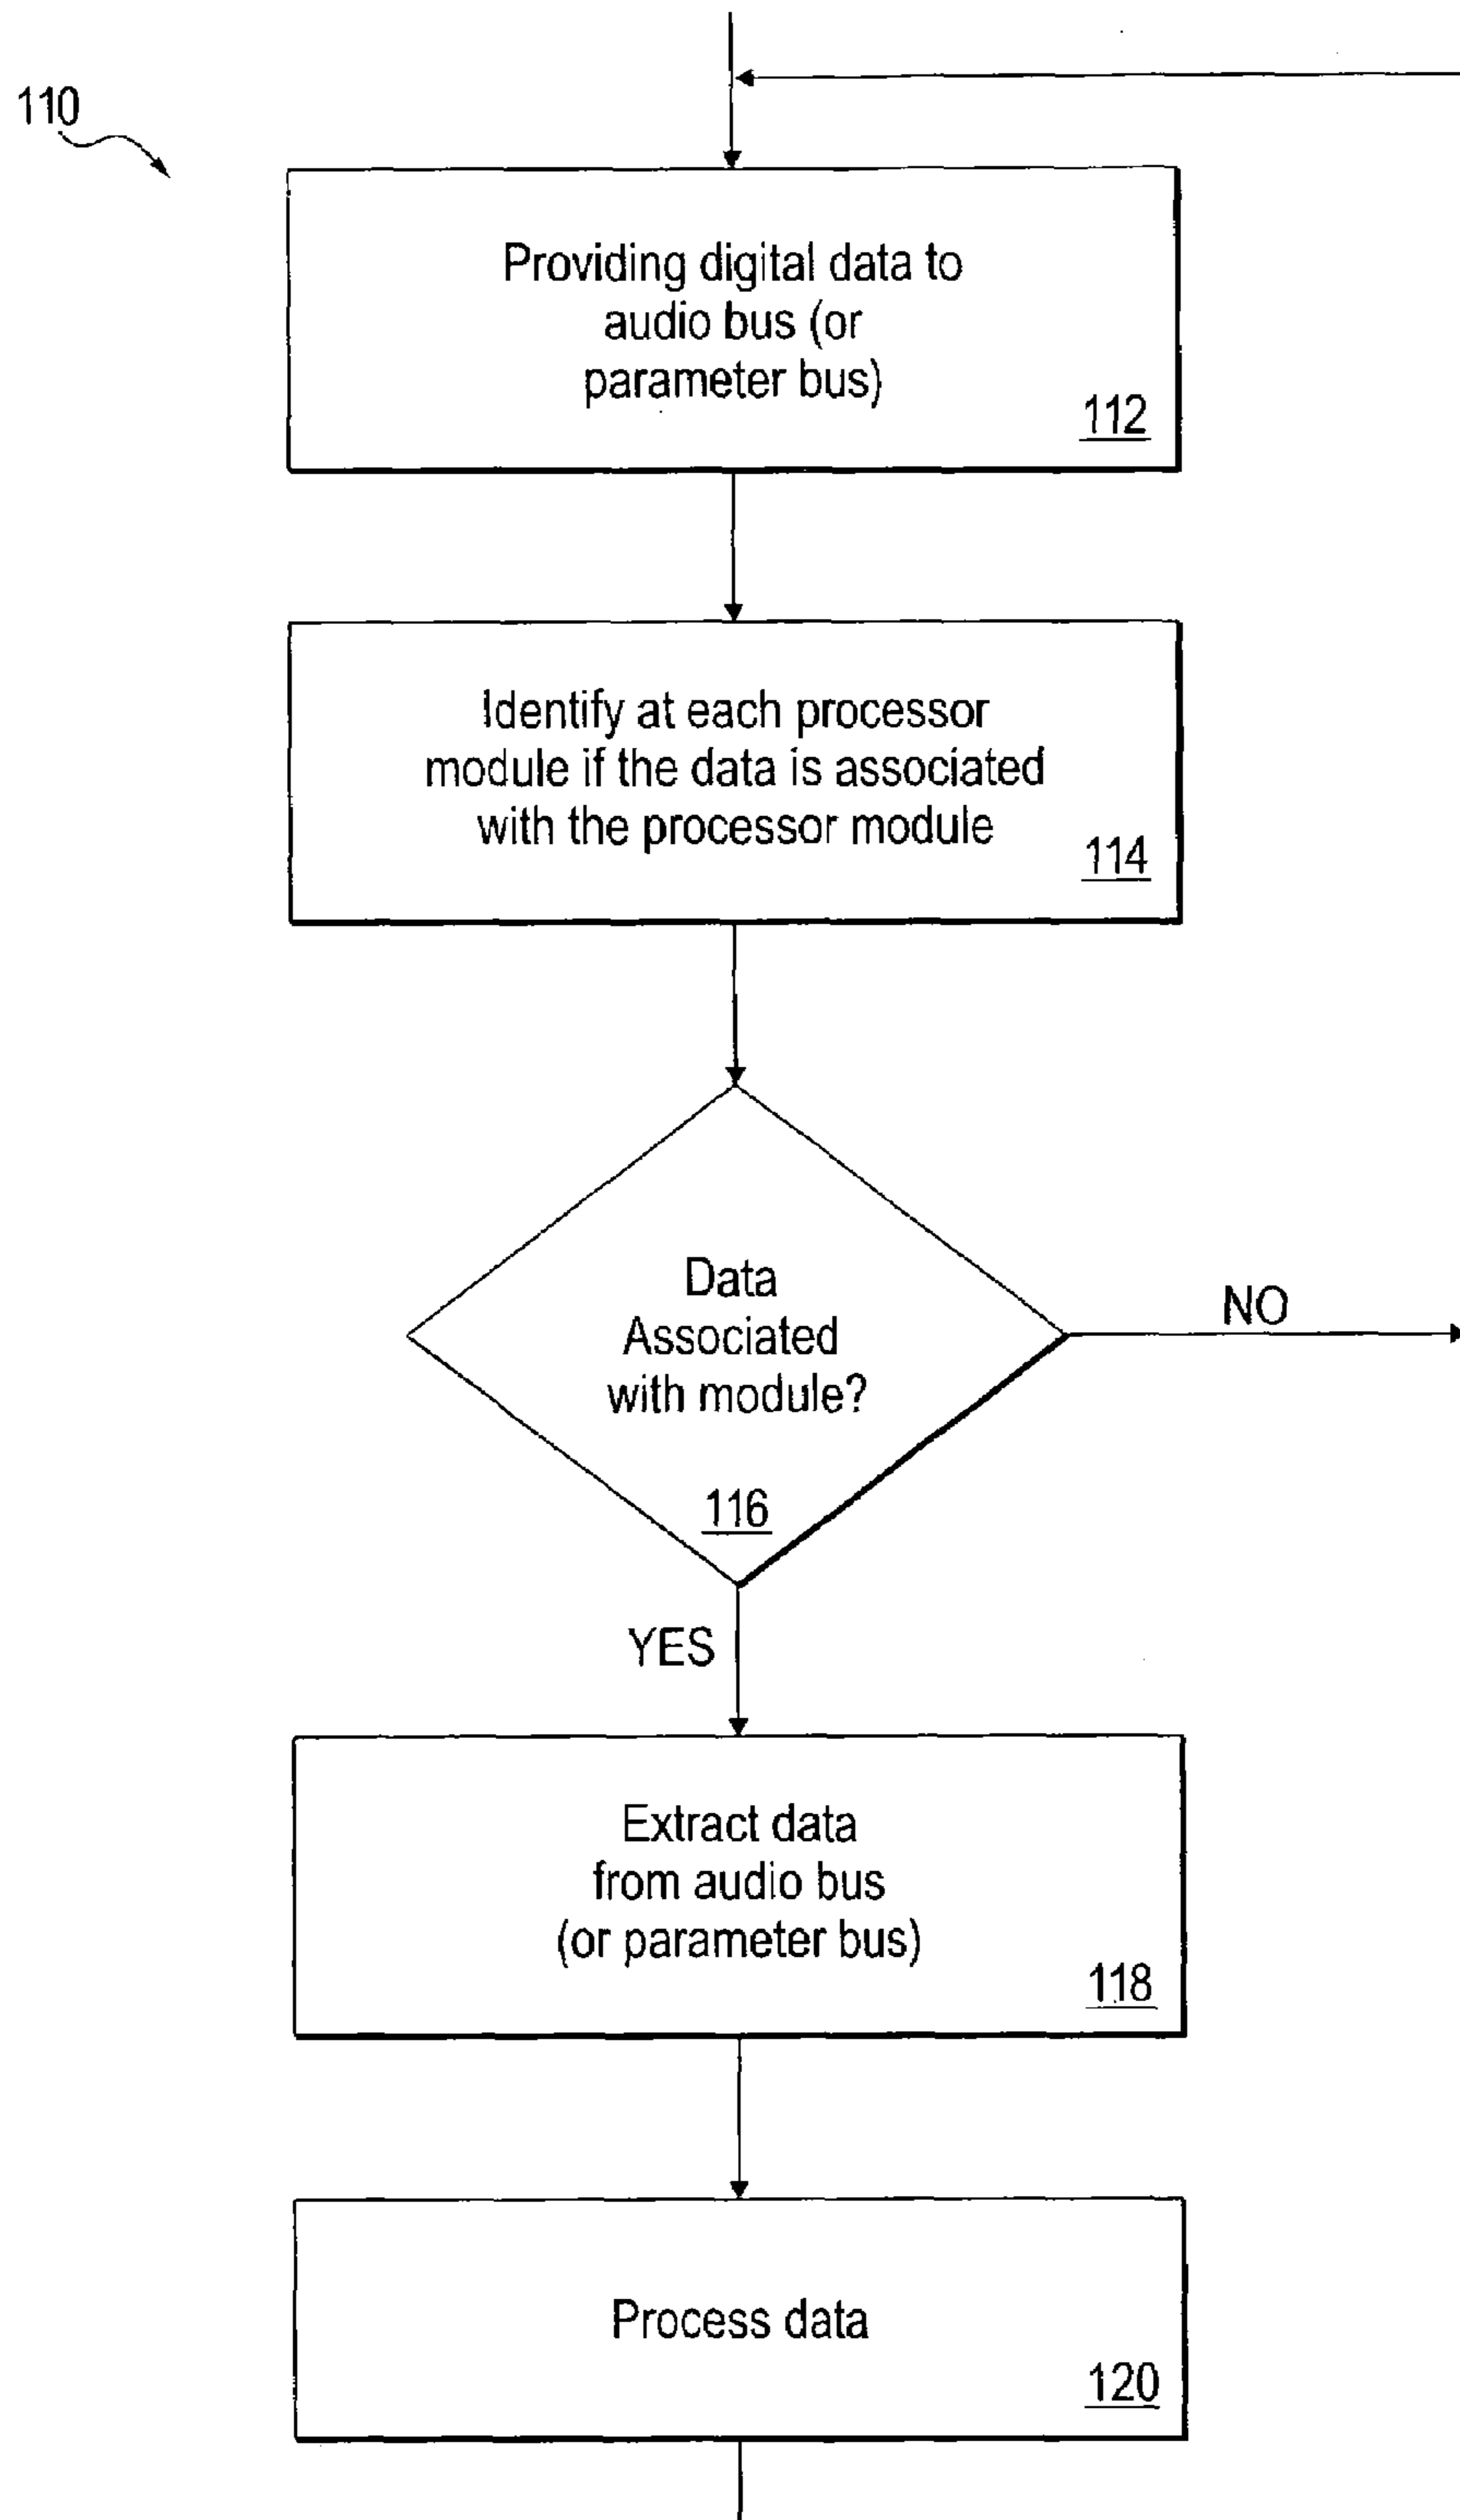 110
Providing digital data to
audio bus (or
parameter bus)
112
Identify at each processor
module if the data is associated
with the processor module
114
Data
Associated
with module?
116
NO
YES
Extract data
from audio bus
(or parameter bus)
118
Process data
120